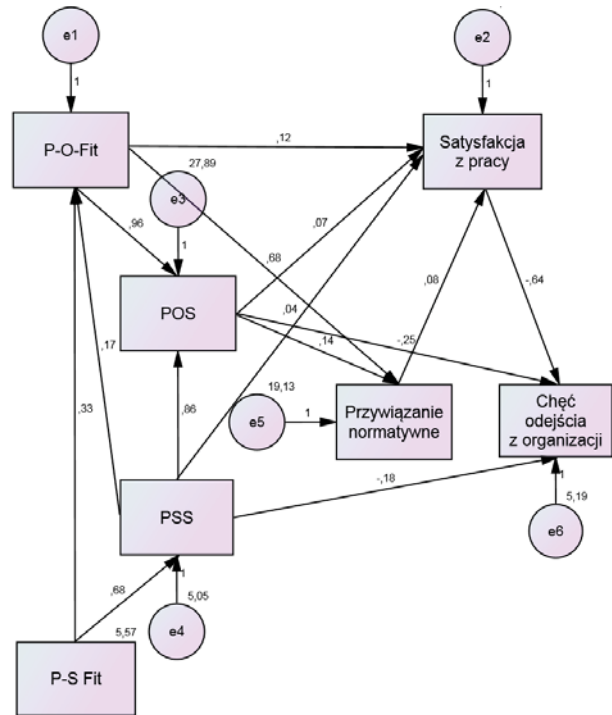 e1
e2
1
1
P-O-Fit
,12
Satysfakcja
z pracy
27,89
e3
,96
,07
1
,68
,08
-,64
POS
,04
,14
-,25
,17
,33
19,13
,86
e5
1
Przywiązanie
normatywne
Chęć
odejścia
z organizacji
PSS
-,18
1
5,19
e6
,68
1
5,05
e4
5,57
P-S Fit